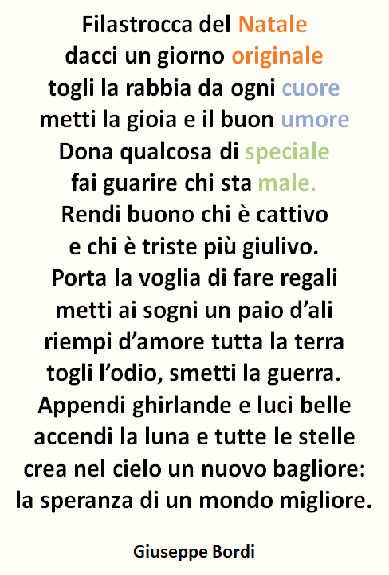 Filastrocca del Natale
dacci un giorno originale
togli la rabbia da ogni cuore
metti la gioia e il buon umore
Dona qualcosa di speciale
fai guarire chi sta male.
Rendi buono chi è cattivo
e chi è triste più giulivo.
Porta la voglia di fare regali
metti ai sogni un paio d'ali
riempi d'amore tutta la terra
togli l'odio, smetti la guerra.
Appendi ghirlande e luci belle
accendi la luna e tutte le stelle
crea nel cielo un nuovo bagliore:
la speranza di un mondo migliore.
Giuseppe Bordi